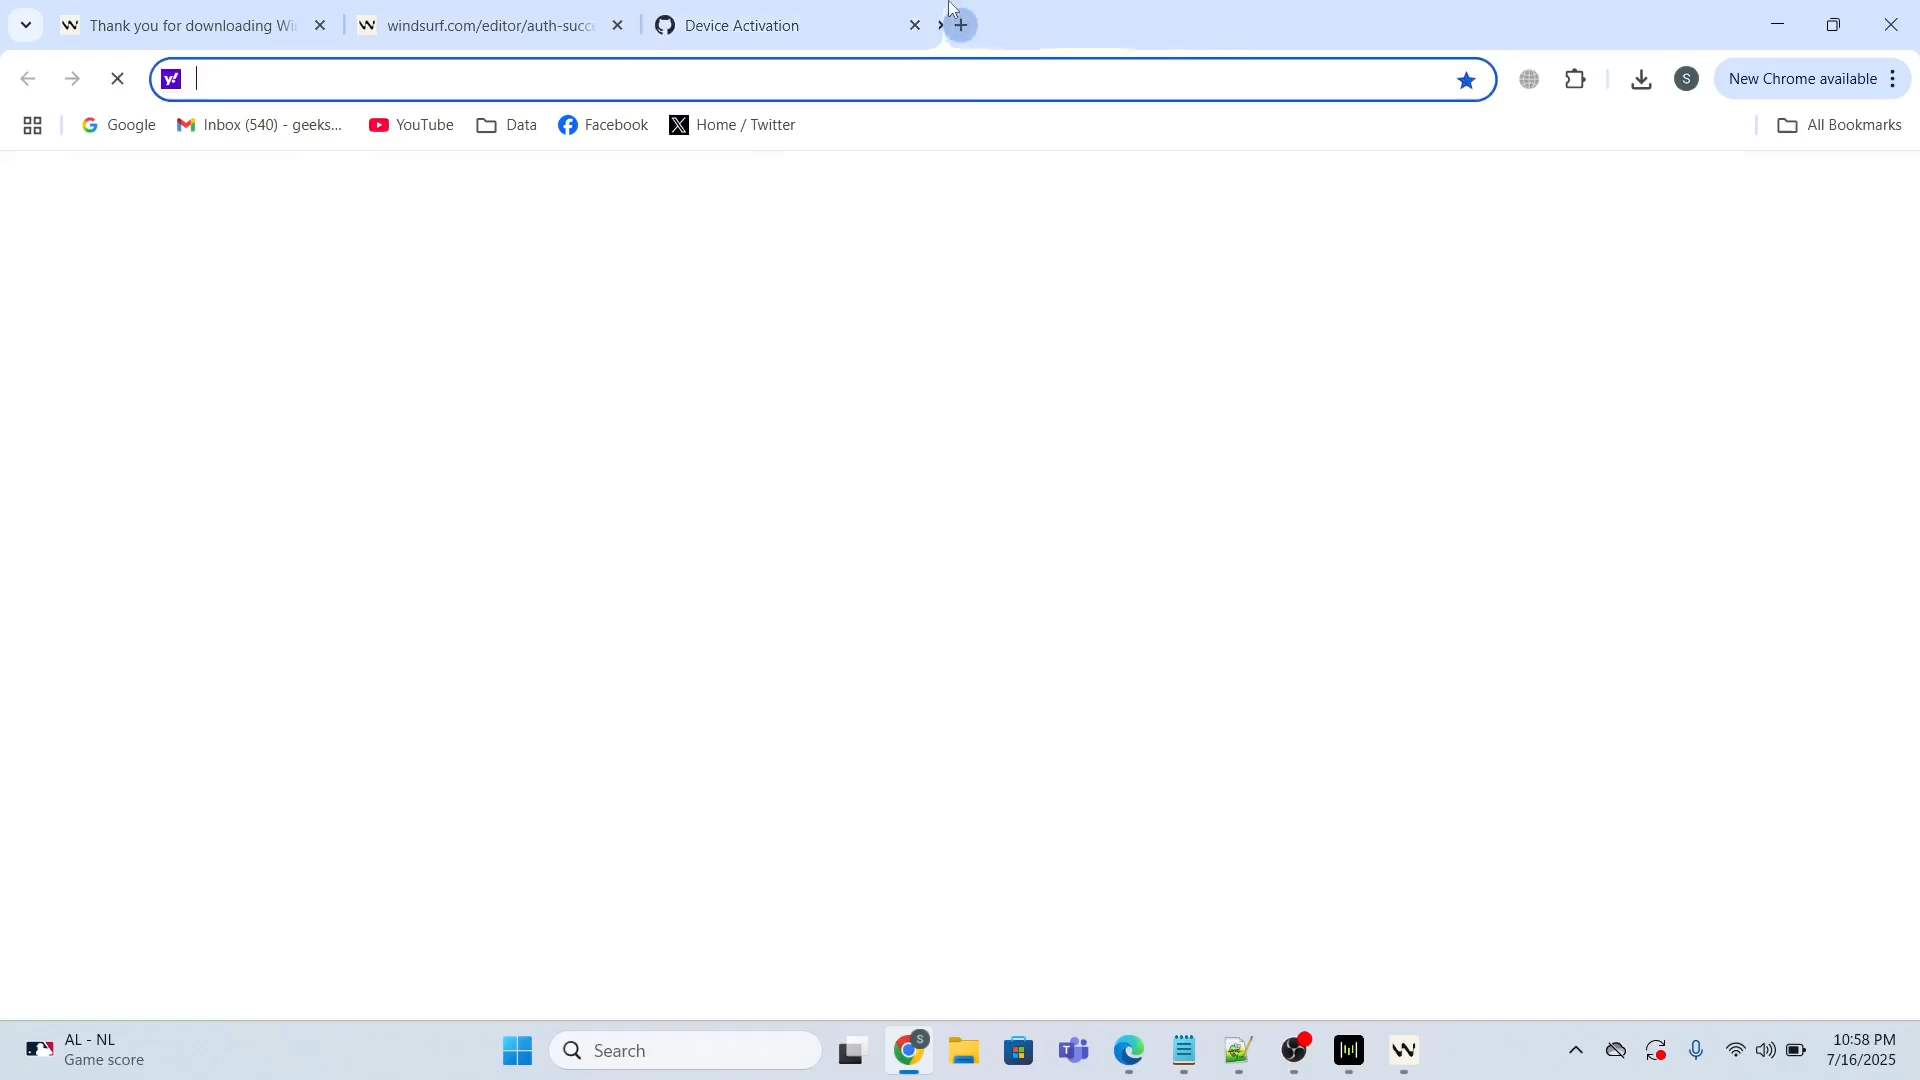 Thank you for downloading Wi
windsurf.com/editor/auth-succe
Device Activation
y!
S
New Chrome available
Google
Inbox (540) - geeks...
YouTube
Data
Facebook
Home / Twitter
All Bookmarks
AL - NL
Game score
Search
S
10:58 PM
7/16/2025